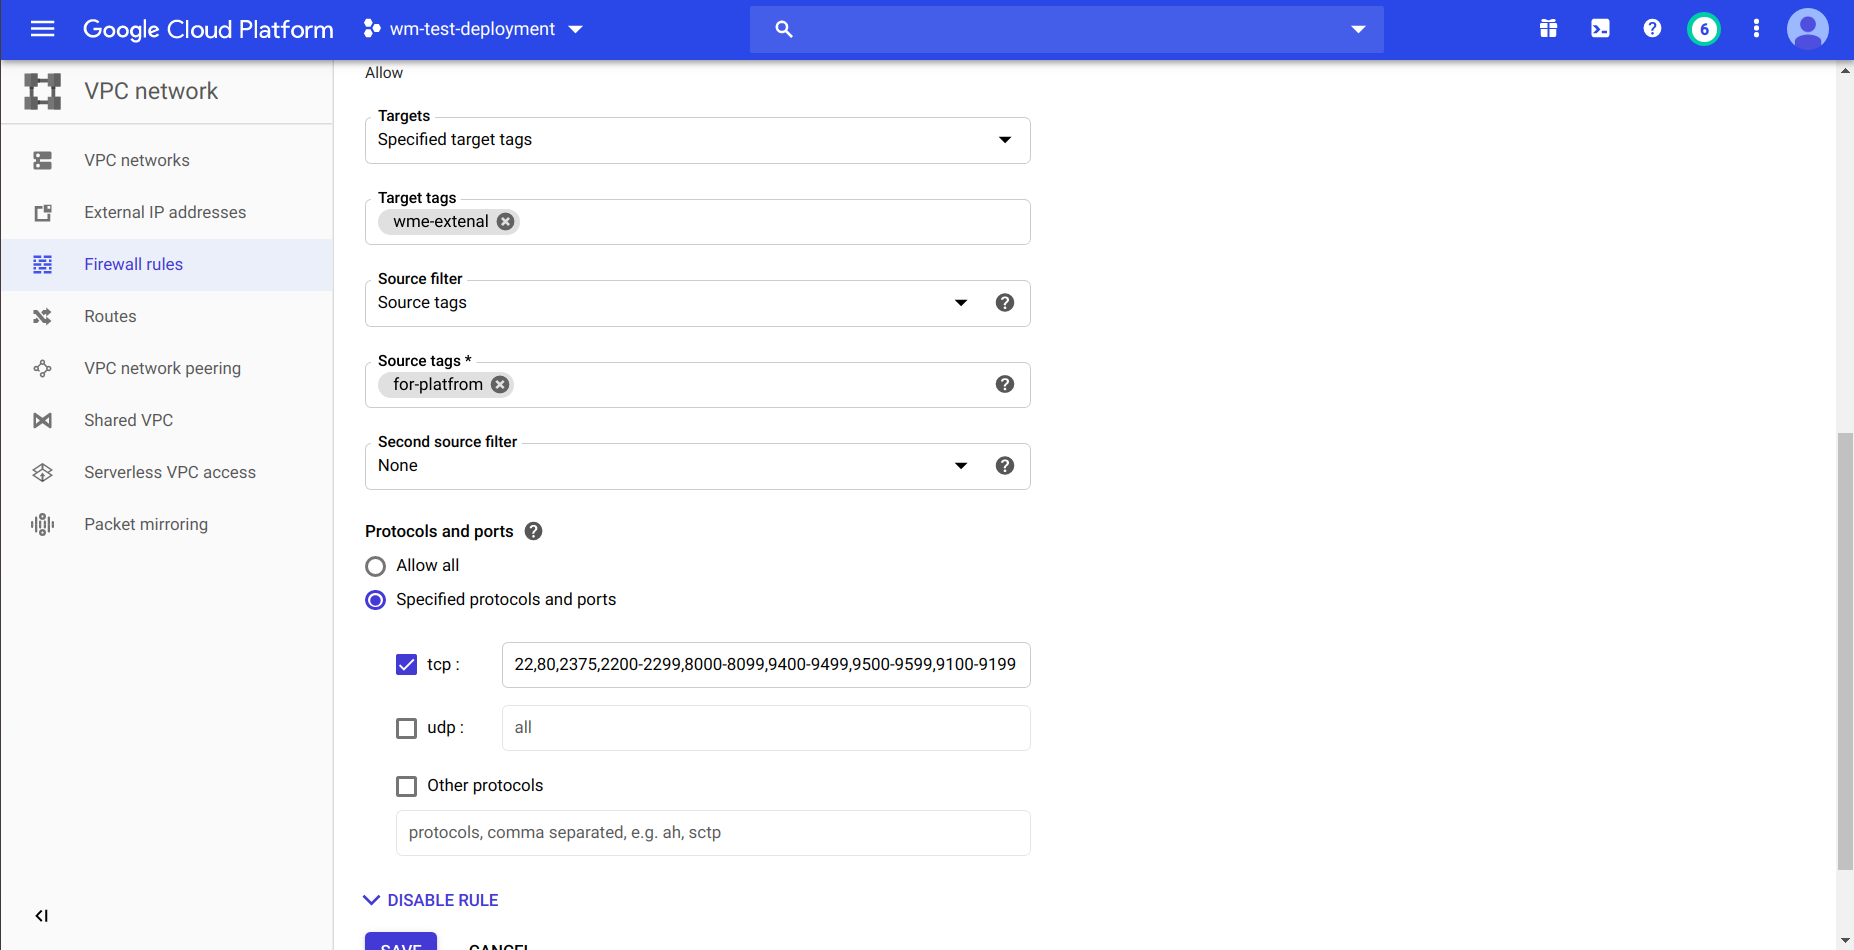 Google Cloud Platform
wm-test-deployment
6
VPC network
VPC networks
External IP addresses
Firewall rules
Routes
VPC network peering
Shared VPC
Serverless VPC access
Packet mirroring
Allow
Targets
Specified target tags
Target tags
wme-extenal
Source filter
Source tags
Source tags *
for-platfrom
Second source filter
None
Protocols and ports
Allow all
Specified protocols and ports
tcp :
22,80,2375,2200-2299,8000-8099,9400-9499,9500-9599,9100-9199
udp :
all
Other protocols
protocols, comma separated, e.g. ah, sctp
DISABLE RULE
SAVE
CANCEL